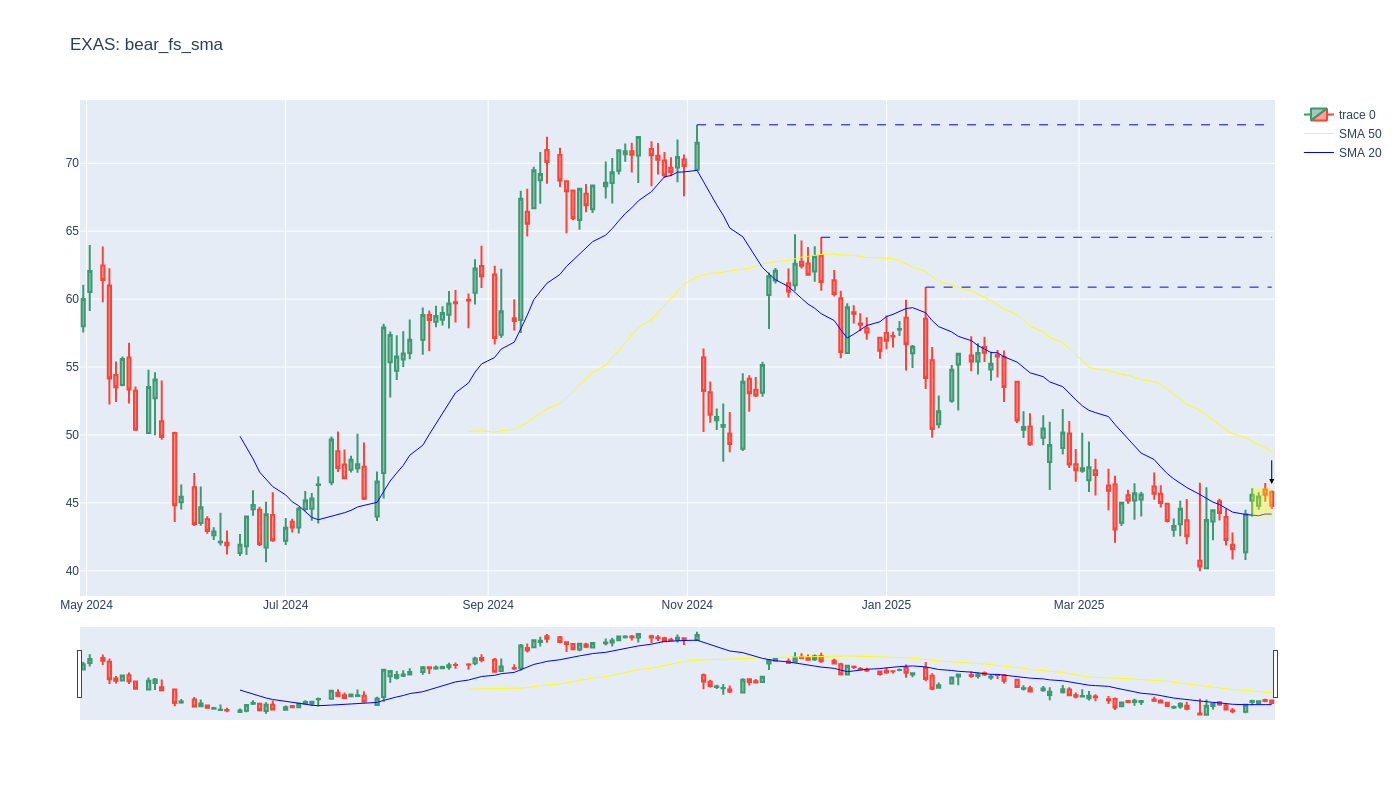 EXAS: bear_fs_sma
trace 0
SMA 50
SMA 20
70
65
60
55
50
45
40
May 2024
Jul 2024
Sep 2024
Nov 2024
Jan 2025
Mar 2025